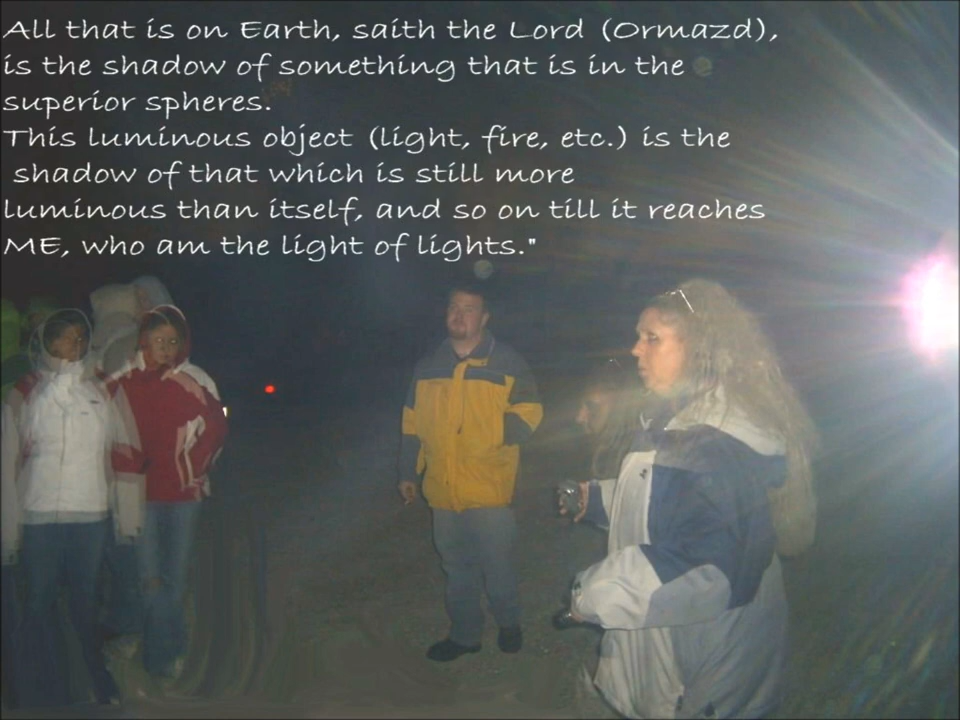 All that is on Earth, saith the Lord (Ormazd),
is the shadow of something that is in the
superior spheres.
This luminous object (light, fire, etc.) is the
shadow of that which is still more
luminous than itself, and so on till it reaches
ME, who am the light of lights."